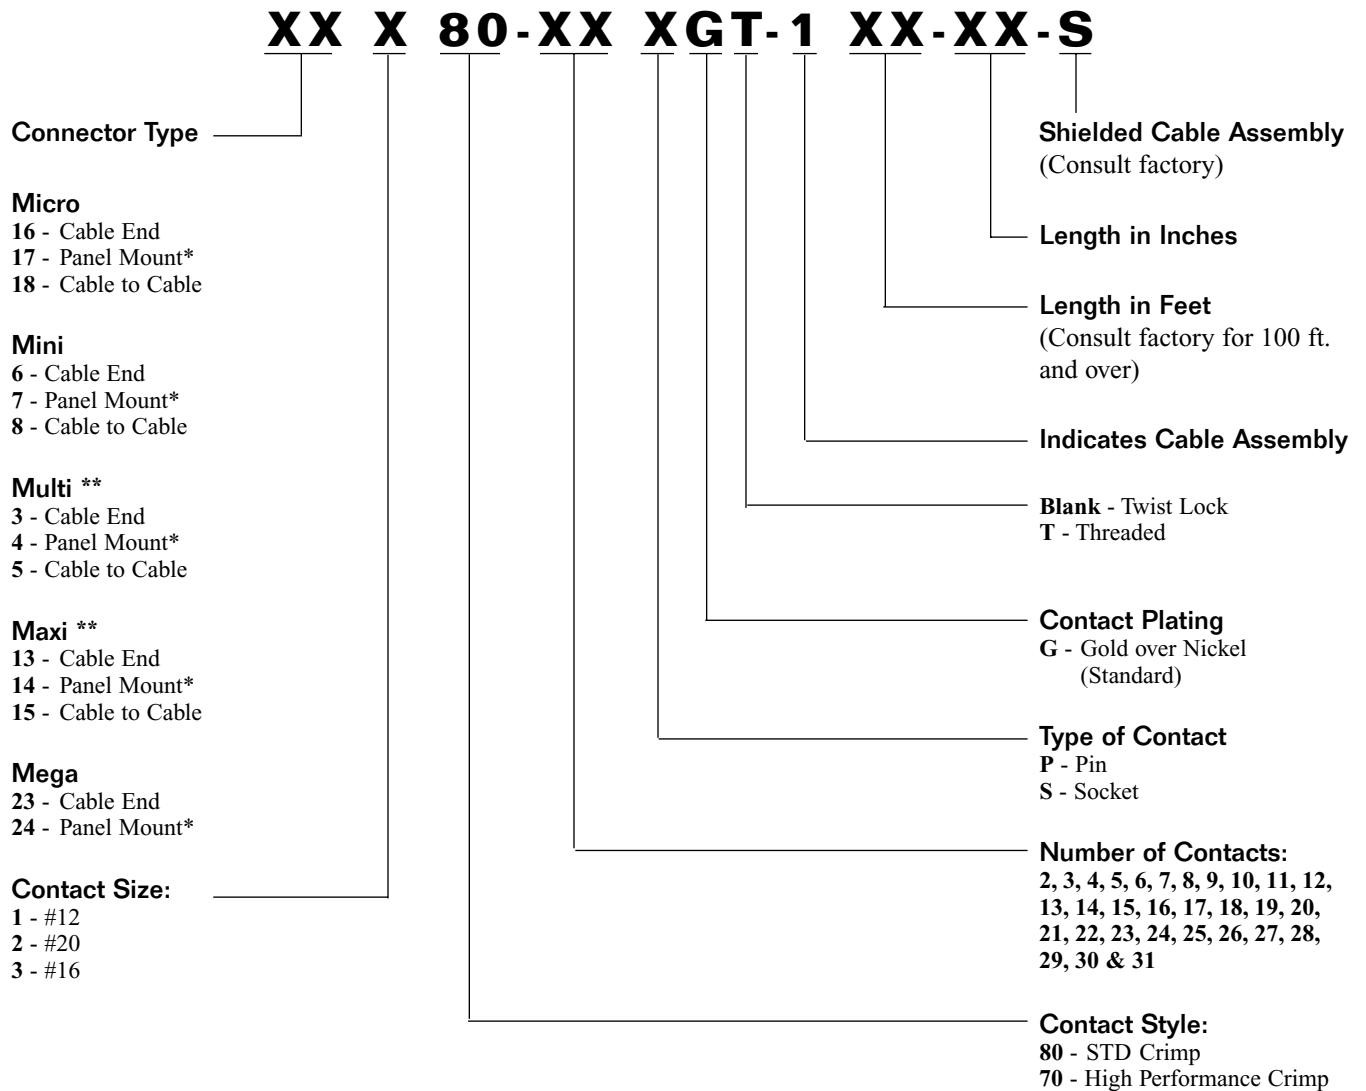 XX X 80-XX XGT-1 XX-XX-S
Connector Type
Micro
16 - Cable End
17 - Panel Mount*
18 - Cable to Cable
Mini
6 - Cable End
7 - Panel Mount*
8 - Cable to Cable
Multi **
3 - Cable End
4 - Panel Mount*
5 - Cable to Cable
Maxi **
13 - Cable End
14 - Panel Mount*
15 - Cable to Cable
Mega
23 - Cable End
24 - Panel Mount*
Contact Size:
1 - #12
2 - #20
3 - #16
Shielded Cable Assembly
(Consult factory)
Length in Inches
Length in Feet
(Consult factory for 100 ft.
and over)
Indicates Cable Assembly
Blank - Twist Lock
T - Threaded
Contact Plating
G - Gold over Nickel
(Standard)
Type of Contact
P - Pin
S - Socket
Number of Contacts:
2, 3, 4, 5, 6, 7, 8, 9, 10, 11, 12,
13, 14, 15, 16, 17, 18, 19, 20,
21, 22, 23, 24, 25, 26, 27, 28,
29, 30 & 31
Contact Style:
80 - STD Crimp
70 - High Performance Crimp